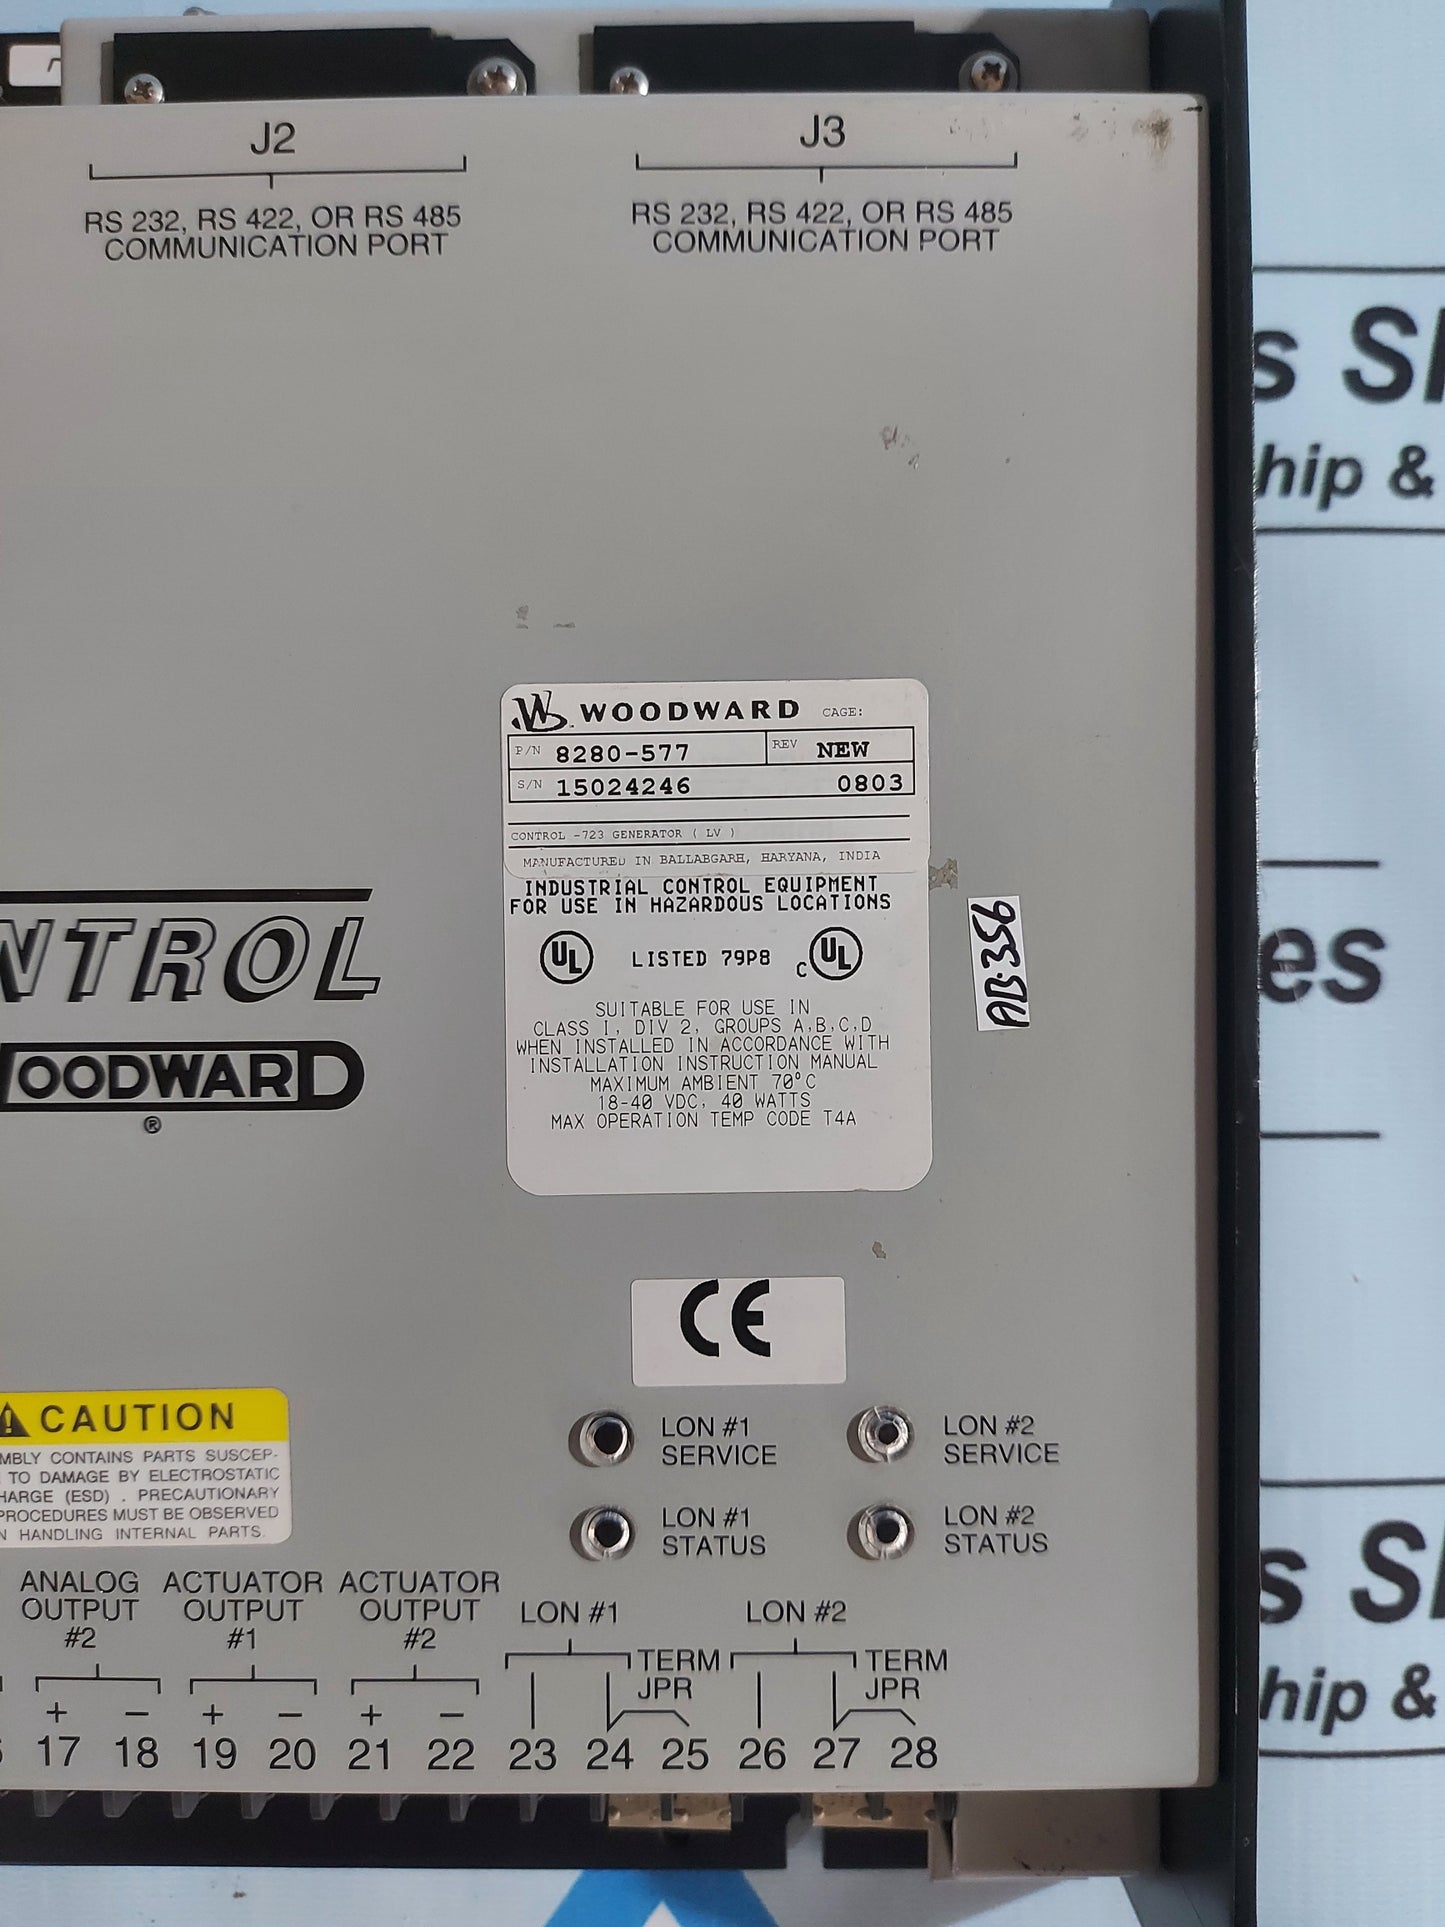 J2
RS 232, RS 422, OR RS 485
COMMUNICATION PORT
J3
RS 232, RS 422, OR RS 485
COMMUNICATION PORT
s S
hip &
WOODWARD CAGE:
P/N 8280-577 REV NEW
S/N 15024246 0803
CONTROL -723 GENERATOR ( LV )
MANUFACTURED IN BALLABGARH, HARYANA, INDIA
INDUSTRIAL CONTROL EQUIPMENT
FOR USE IN HAZARDOUS LOCATIONS
UL LISTED 79P8 C UL
SUITABLE FOR USE IN
CLASS I, DIV 2, GROUPS A,B,C,D
WHEN INSTALLED IN ACCORDANCE WITH
INSTALLATION INSTRUCTION MANUAL
MAXIMUM AMBIENT 70°C
18-40 VDC, 40 WATTS
MAX OPERATION TEMP CODE T4A
AB-356
NTROL
WOODWARD
®
es
CE
CAUTION
MBLY CONTAINS PARTS SUSCEP-
TO DAMAGE BY ELECTROSTATIC
HARGE (ESD) . PRECAUTIONARY
PROCEDURES MUST BE OBSERVED
N HANDLING INTERNAL PARTS.
LON #1
SERVICE
LON #2
SERVICE
LON #1
STATUS
LON #2
STATUS
s S
hip &
ANALOG
OUTPUT
#2
ACTUATOR
OUTPUT
#1
ACTUATOR
OUTPUT
#2
LON #1
TERM
JPR
LON #2
TERM
JPR
+ − + − + −
17 18 19 20 21 22 23 24 25 26 27 28